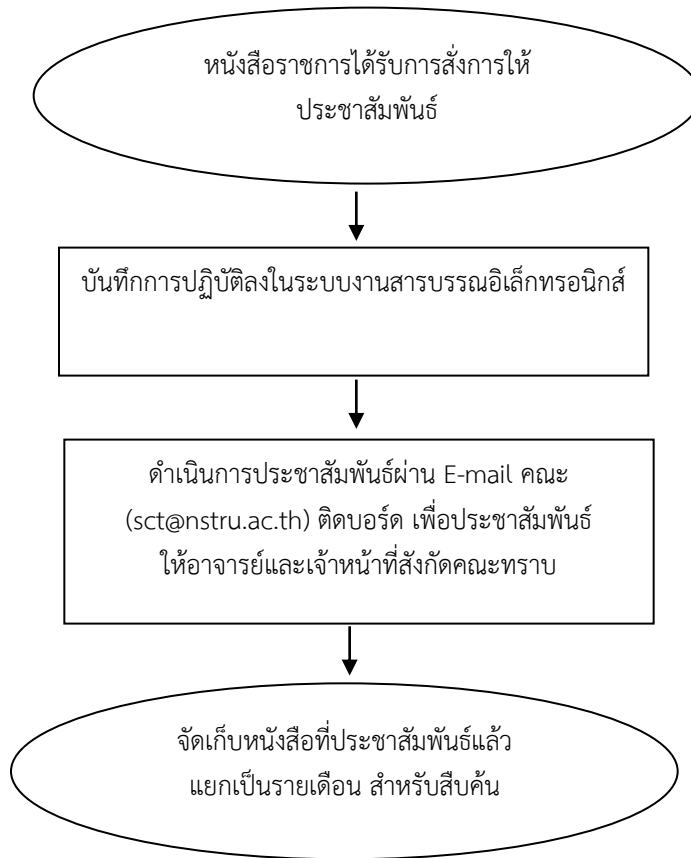 หนังสือราชการได้รับการสั่งการให้
ประชาสัมพันธ์
บันทึกการปฏิบัติลงในระบบงานสารบรรณอิเล็กทรอนิกส์
ดำเนินการประชาสัมพันธ์ผ่าน E-mail คณะ
(sct@nstru.ac.th) ติดบอร์ด เพื่อประชาสัมพันธ์
ให้อาจารย์และเจ้าหน้าที่สังกัดคณะทราบ
จัดเก็บหนังสือที่ประชาสัมพันธ์แล้ว
แยกเป็นรายเดือน สำหรับสืบค้น